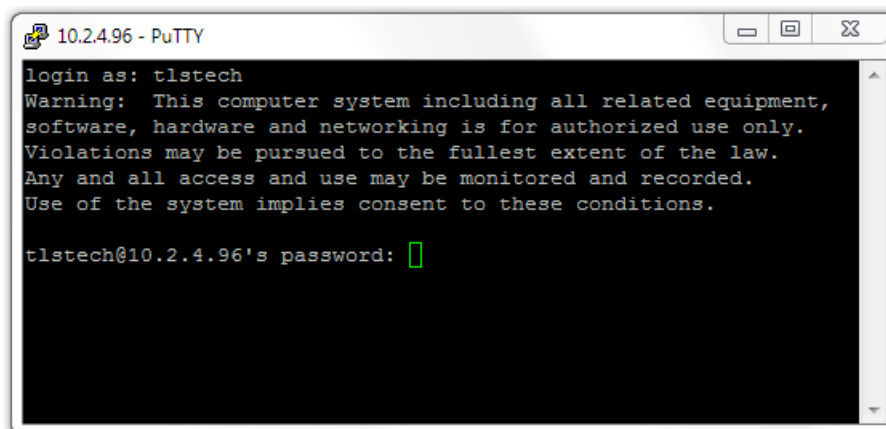 10.2.4.96 - PuTTY
login as: tlstech
Warning:  This computer system including all related equipment,
software, hardware and networking is for authorized use only.
Violations may be pursued to the fullest extent of the law.
Any and all access and use may be monitored and recorded.
Use of the system implies consent to these conditions.
tlstech@10.2.4.96's password: